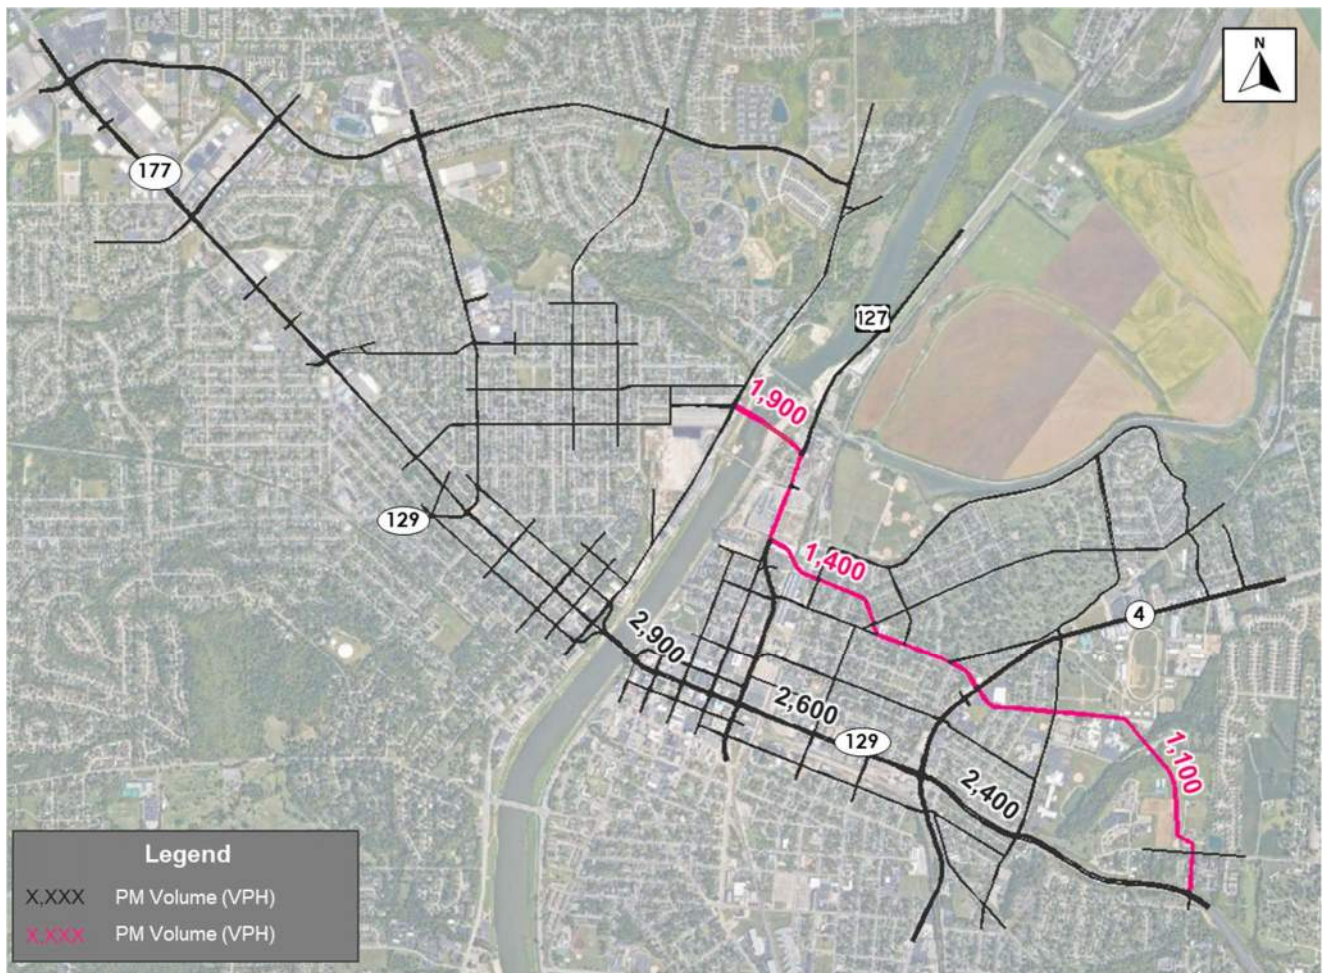 N
177
127
1,900
129
1,400
4
2,900
2,600
129
2,400
1,100
Legend
X,XXX PM Volume (VPH)
X,XXX PM Volume (VPH)